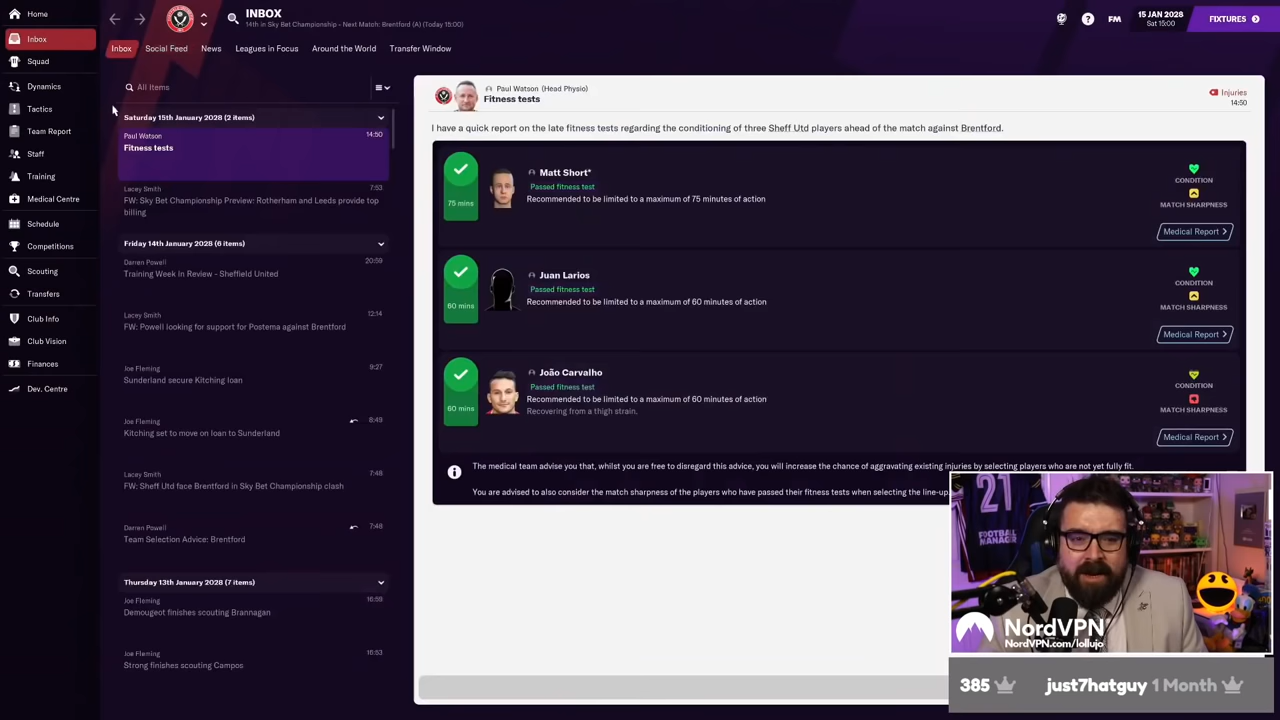 Home
Inbox
Squad
Dynamics
Tactics
Team Report
Staff
Training
Medical Centre
Schedule
Competitions
Scouting
Transfers
Club Info
Club Vision
Finances
Dev. Centre
INBOX
14th in Sky Bet Championship - Next Match: Brentford (A) (Today 15:00)
FM
15 JAN 2028
Sat 15:00
FIXTURES
Inbox
Social Feed
News
Leagues in Focus
Around the World
Transfer Window
All Items
Saturday 15th January 2028 (2 items)
Paul Watson 14:50
Fitness tests
Lacey Smith 7:53
FW: Sky Bet Championship Preview: Rotherham and Leeds provide top
billing
Friday 14th January 2028 (6 items)
Darren Powell 20:59
Training Week In Review - Sheffield United
Lacey Smith 12:14
FW: Powell looking for support for Postema against Brentford
Joe Fleming 9:27
Sunderland secure Kitching loan
Joe Fleming 8:49
Kitching set to move on loan to Sunderland
Lacey Smith 7:48
FW: Sheff Utd face Brentford in Sky Bet Championship clash
Darren Powell 7:48
Team Selection Advice: Brentford
Thursday 13th January 2028 (7 items)
Joe Fleming 16:59
Demougeot finishes scouting Brannagan
Joe Fleming 16:53
Strong finishes scouting Campos
Paul Watson (Head Physio)
Fitness tests
Injuries
14:50
I have a quick report on the late fitness tests regarding the conditioning of three Sheff Utd players ahead of the match against Brentford.
75 mins
Matt Short*
Passed fitness test
Recommended to be limited to a maximum of 75 minutes of action
CONDITION
MATCH SHARPNESS
Medical Report
60 mins
Juan Larios
Passed fitness test
Recommended to be limited to a maximum of 60 minutes of action
CONDITION
MATCH SHARPNESS
Medical Report
60 mins
João Carvalho
Passed fitness test
Recommended to be limited to a maximum of 60 minutes of action
Recovering from a thigh strain.
CONDITION
MATCH SHARPNESS
Medical Report
The medical team advise you that, whilst you are free to disregard this advice, you will increase the chance of aggravating existing injuries by selecting players who are not yet fully fit.
You are advised to also consider the match sharpness of the players who have passed their fitness tests when selecting the line-up.
21
FOOTBALL
MANAGER
NordVPN
NordVPN.com/lollujo
385
just7hatguy 1 Month